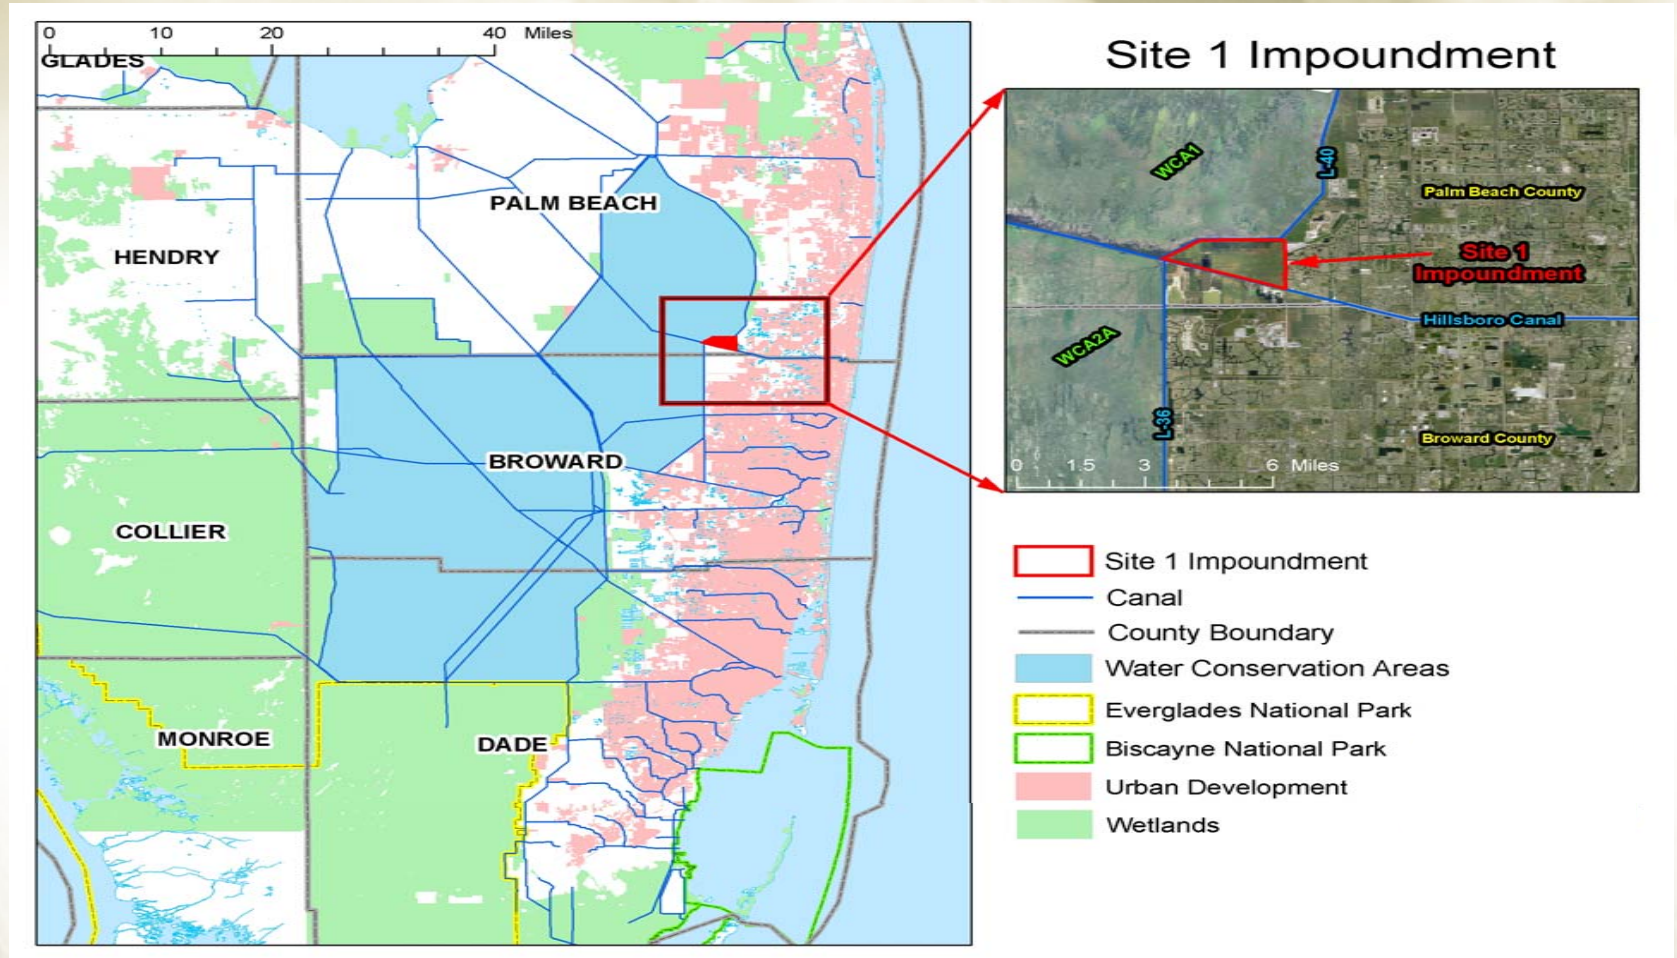 0 10 20 40 Miles
GLADES
PALM BEACH
HENDRY
BROWARD
COLLIER
MONROE
DADE
Site 1 Impoundment
WCA1
L-40
Palm Beach County
Site 1
Impoundment
Hillsboro Canal
WCA2A
L-36
Broward County
0 1.5 3 6 Miles
Site 1 Impoundment
Canal
County Boundary
Water Conservation Areas
Everglades National Park
Biscayne National Park
Urban Development
Wetlands